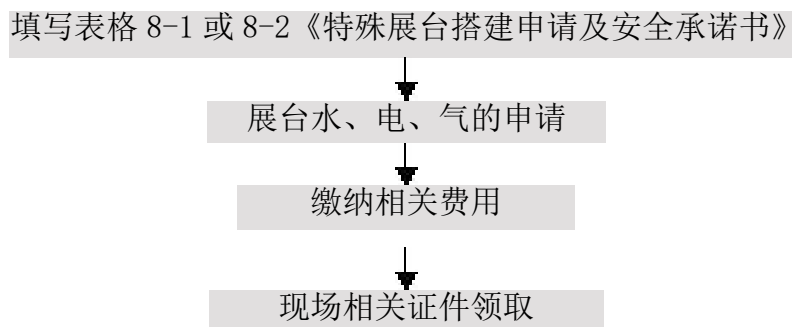 填写表格 8-1 或 8-2《特殊展台搭建申请及安全承诺书》
展台水、电、气的申请
缴纳相关费用
现场相关证件领取